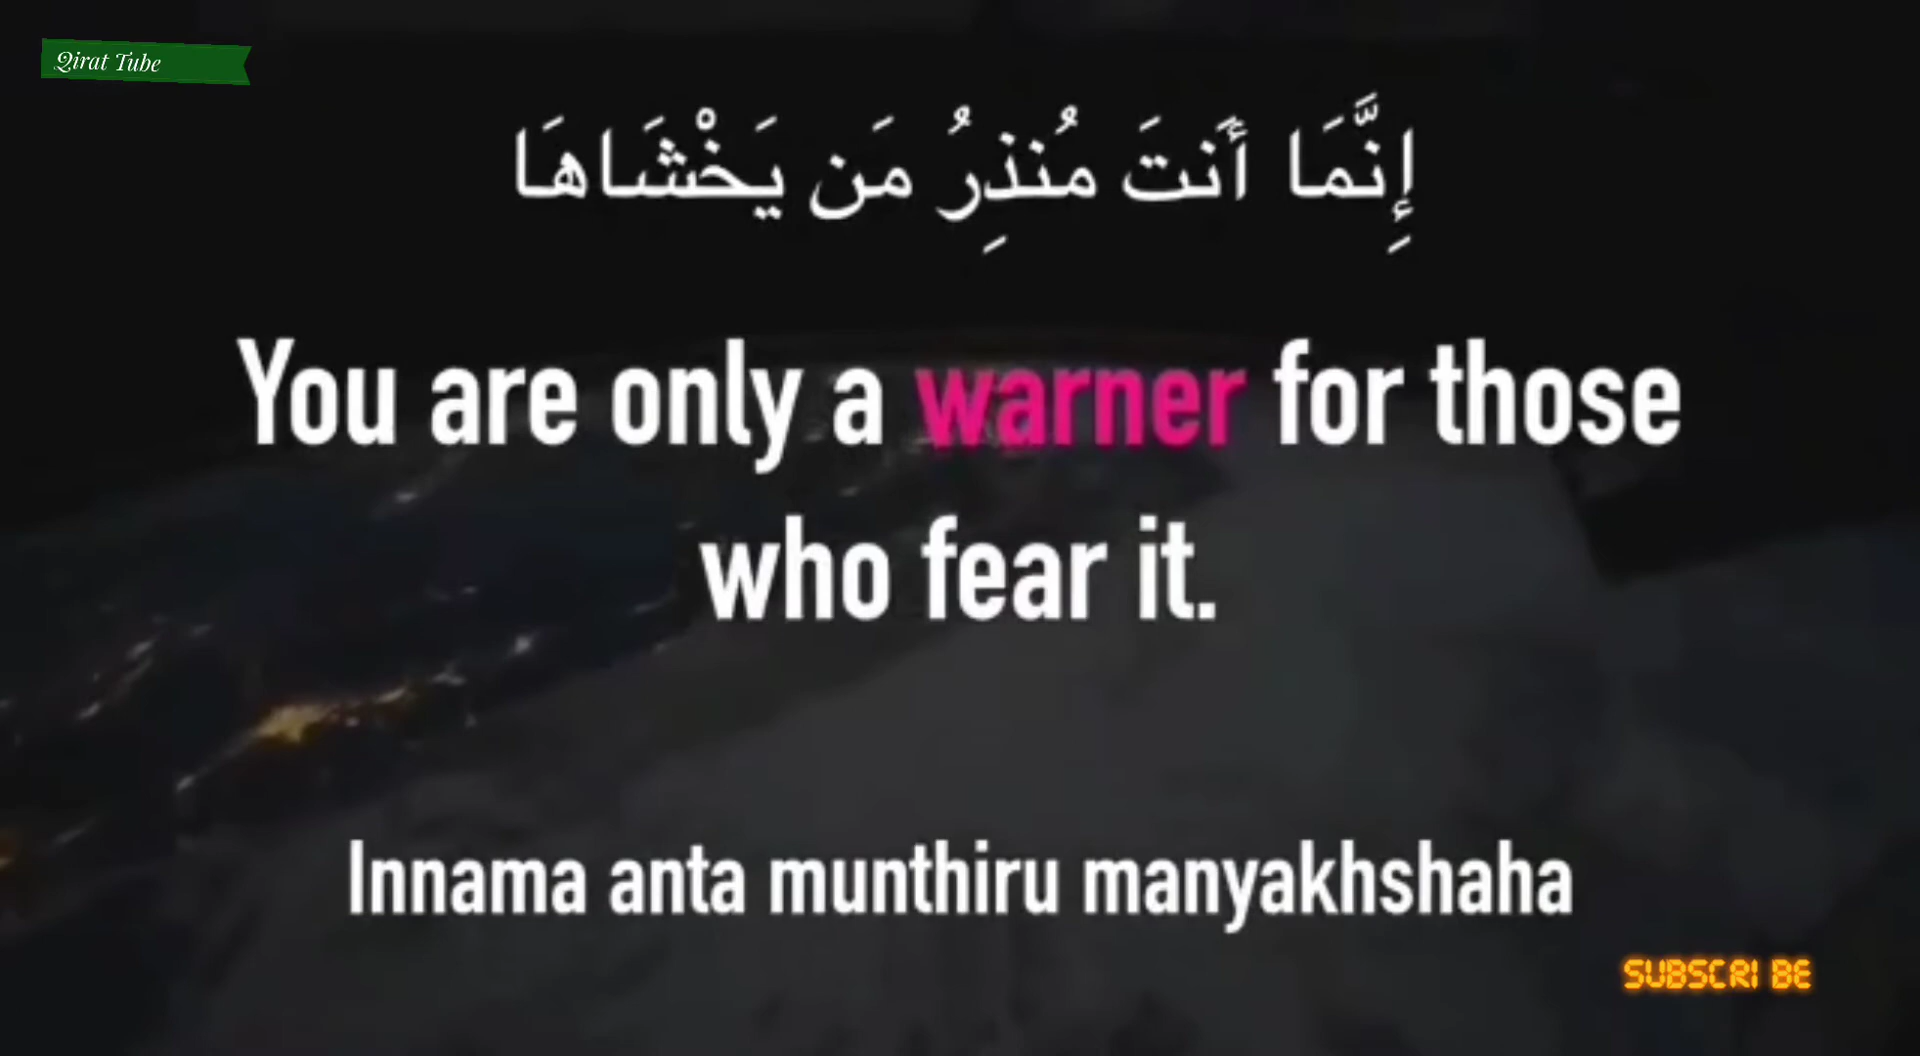 Qirat Tube
إِنَّمَا أَنتَ مُنذِرُ مَن يَخْشَاهَا
You are only a warner for those
who fear it.
Innama anta munthiru manyakhshaha
SUBSCRI BE